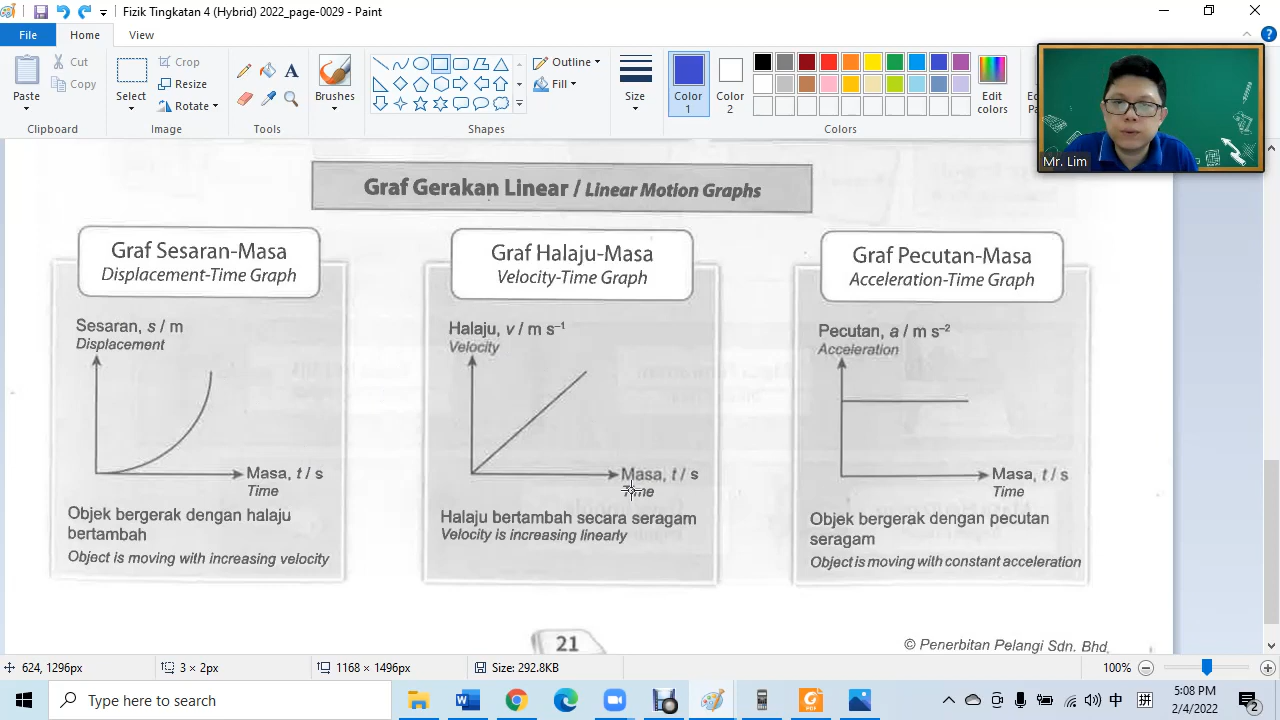 Fizik Tingkatan 4 (Hybrid) 2022_page-0029 - Paint
File
Home
View
Paste
Cut
Copy
Clipboard
Select
Crop
Resize
Rotate
Image
A
Tools
Brushes
Outline
Fill
Shapes
Size
Color
1
Color
2
Edit
colors
Colors
Mr. Lim
Graf Gerakan Linear / Linear Motion Graphs
Graf Sesaran-Masa
Displacement-Time Graph
Sesaran, s / m
Displacement
Masa, t / s
Time
Objek bergerak dengan halaju
bertambah
Object is moving with increasing velocity
Graf Halaju-Masa
Velocity-Time Graph
Halaju, v / m s⁻¹
Velocity
Masa, t / s
Time
Halaju bertambah secara seragam
Velocity is increasing linearly
Graf Pecutan-Masa
Acceleration-Time Graph
Pecutan, a / m s⁻²
Acceleration
Masa, t / s
Time
Objek bergerak dengan pecutan
seragam
Object is moving with constant acceleration
21
© Penerbitan Pelangi Sdn. Bhd.
624, 1296px
3 × 2px
1168 × 1496px
Size: 292.8KB
100%
Type here to search
中
拼
5:08 PM
2/4/2022
2